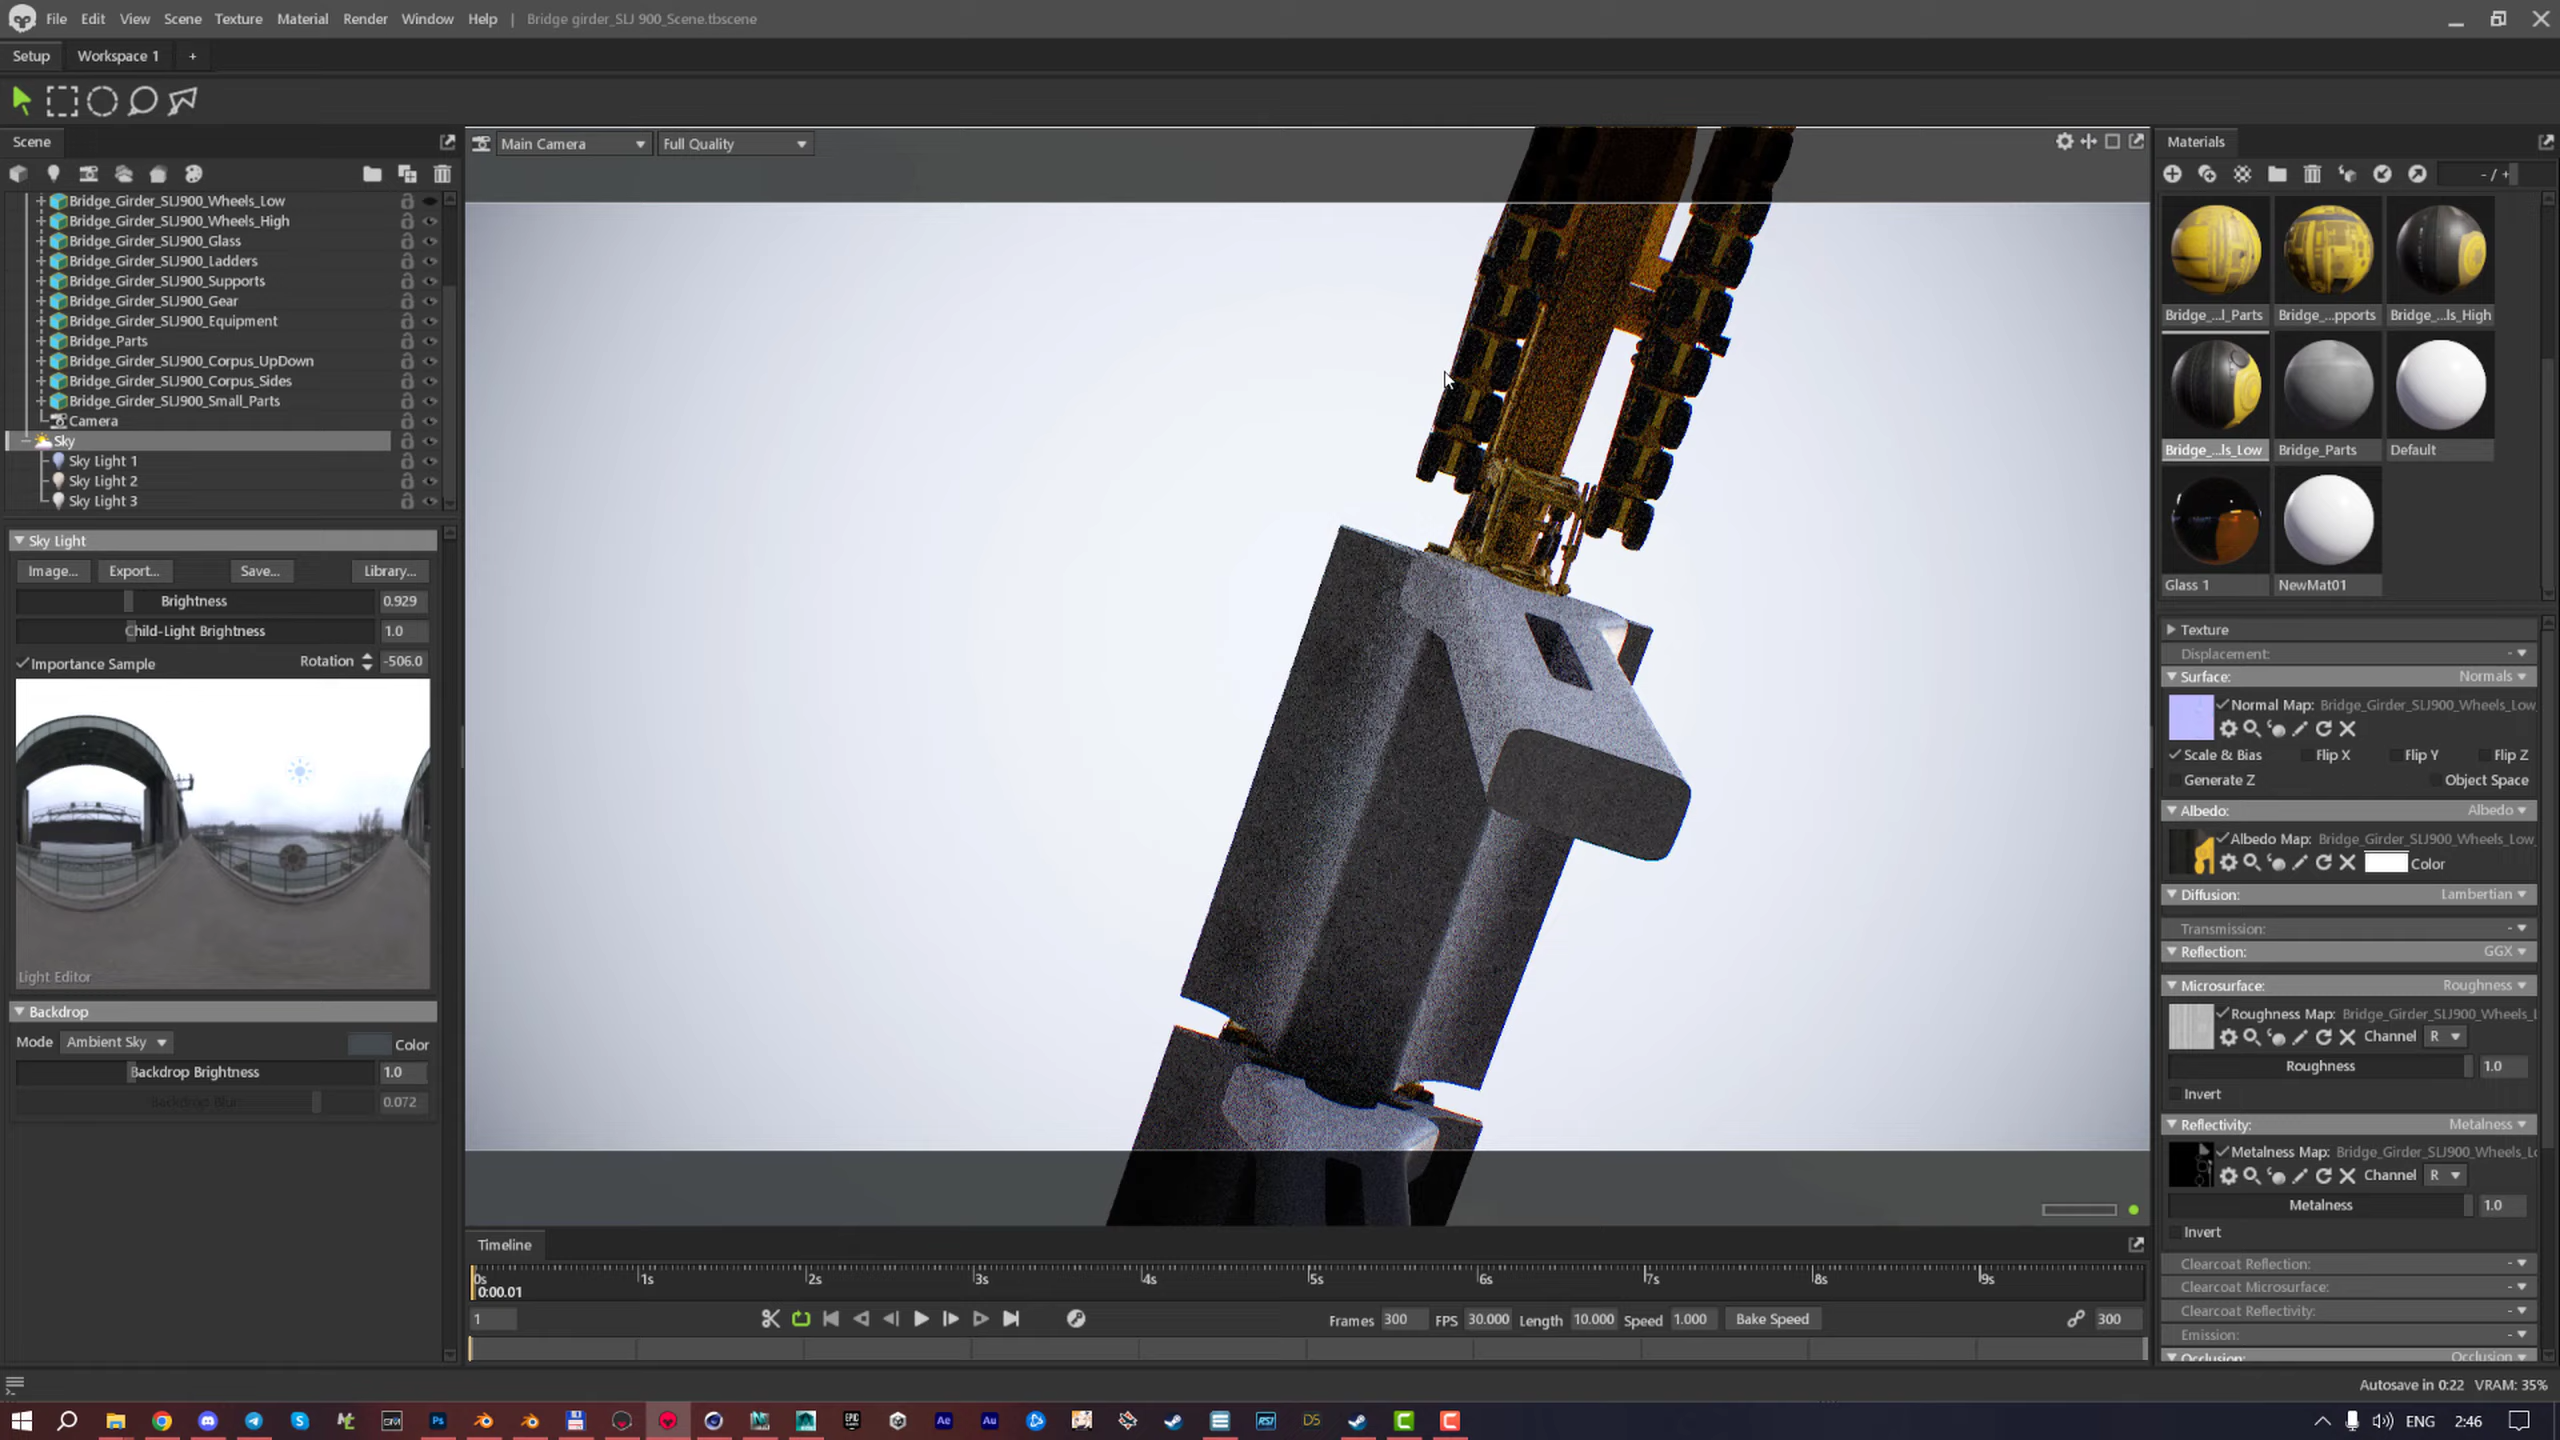 File Edit View Scene Texture Material Render Window Help | Bridge girder_SLJ 900_Scene.tbscene
Setup Workspace 1 +
Scene
Main Camera Full Quality
Materials
- / +
Bridge_Girder_SLJ900_Wheels_Low
Bridge_Girder_SLJ900_Wheels_High
Bridge_Girder_SLJ900_Glass
Bridge_Girder_SLJ900_Ladders
Bridge_Girder_SLJ900_Supports
Bridge_Girder_SLJ900_Gear
Bridge_Girder_SLJ900_Equipment
Bridge_Parts
Bridge_Girder_SLJ900_Corpus_UpDown
Bridge_Girder_SLJ900_Corpus_Sides
Bridge_Girder_SLJ900_Small_Parts
Camera
Sky
Sky Light 1
Sky Light 2
Sky Light 3
Sky Light
Image... Export... Save... Library...
Brightness 0.929
Child-Light Brightness 1.0
Importance Sample Rotation -506.0
Light Editor
Backdrop
Mode Ambient Sky Color
Backdrop Brightness 1.0
Backdrop Blur 0.072
Bridge_...l_Parts Bridge_...pports Bridge_...ls_High
Bridge_...ls_Low Bridge_Parts Default
Glass 1 NewMat01
Texture
Displacement: -
Surface: Normals
Normal Map: Bridge_Girder_SLJ900_Wheels_Low
Scale & Bias Flip X Flip Y Flip Z
Generate Z Object Space
Albedo: Albedo
Albedo Map: Bridge_Girder_SLJ900_Wheels_Low
Color
Diffusion: Lambertian
Transmission: -
Reflection: GGX
Microsurface: Roughness
Roughness Map: Bridge_Girder_SLJ900_Wheels_L
Channel R
Roughness 1.0
Invert
Reflectivity: Metalness
Metalness Map: Bridge_Girder_SLJ900_Wheels_L
Channel R
Metalness 1.0
Invert
Clearcoat Reflection: -
Clearcoat Microsurface: -
Clearcoat Reflectivity: -
Emission: -
Occlusion: Occlusion
Timeline
0s 1s 2s 3s 4s 5s 6s 7s 8s 9s
0:00.01
1 Frames 300 FPS 30.000 Length 10.000 Speed 1.000 Bake Speed 300
Autosave in 0:22 VRAM: 35%
Ps EPIC GAMES Ae Au RSI DS ENG 2:46